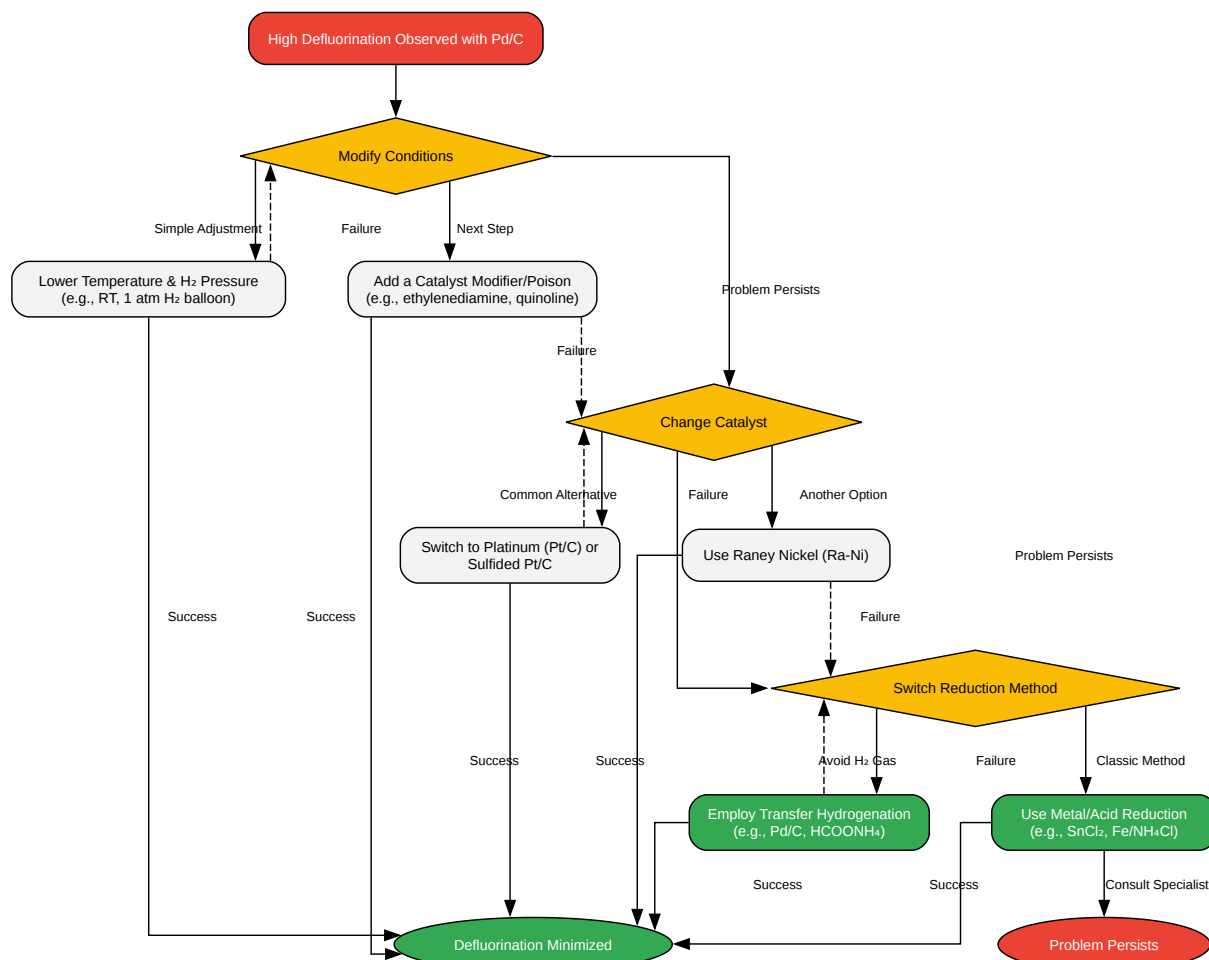 High Defluorination Observed with Pd/C
Modify Conditions
Simple Adjustment
Failure
Next Step
Lower Temperature & H₂ Pressure
(e.g., RT, 1 atm H₂ balloon)
Add a Catalyst Modifier/Poison
(e.g., ethylenediamine, quinoline)
Problem Persists
Failure
Change Catalyst
Common Alternative
Failure
Another Option
Switch to Platinum (Pt/C) or
Sulfided Pt/C
Use Raney Nickel (Ra-Ni)
Problem Persists
Success
Success
Failure
Switch Reduction Method
Success
Success
Avoid H₂ Gas
Failure
Classic Method
Employ Transfer Hydrogenation
(e.g., Pd/C, HCOONH₄)
Use Metal/Acid Reduction
(e.g., SnCl₂, Fe/NH₄Cl)
Success
Success
Consult Specialist
Defluorination Minimized
Problem Persists